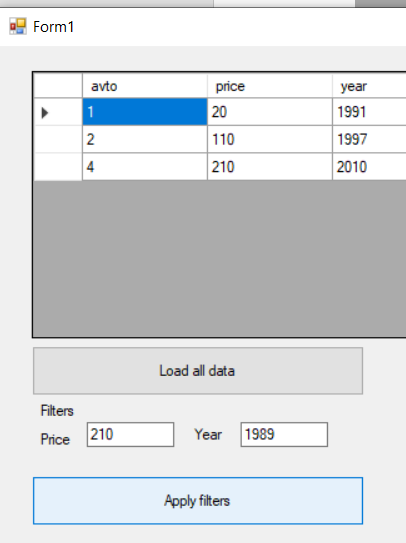 Form1
avto price year
1 20 1991
2 110 1997
4 210 2010
Load all data
Filters
Price 210 Year 1989
Apply filters